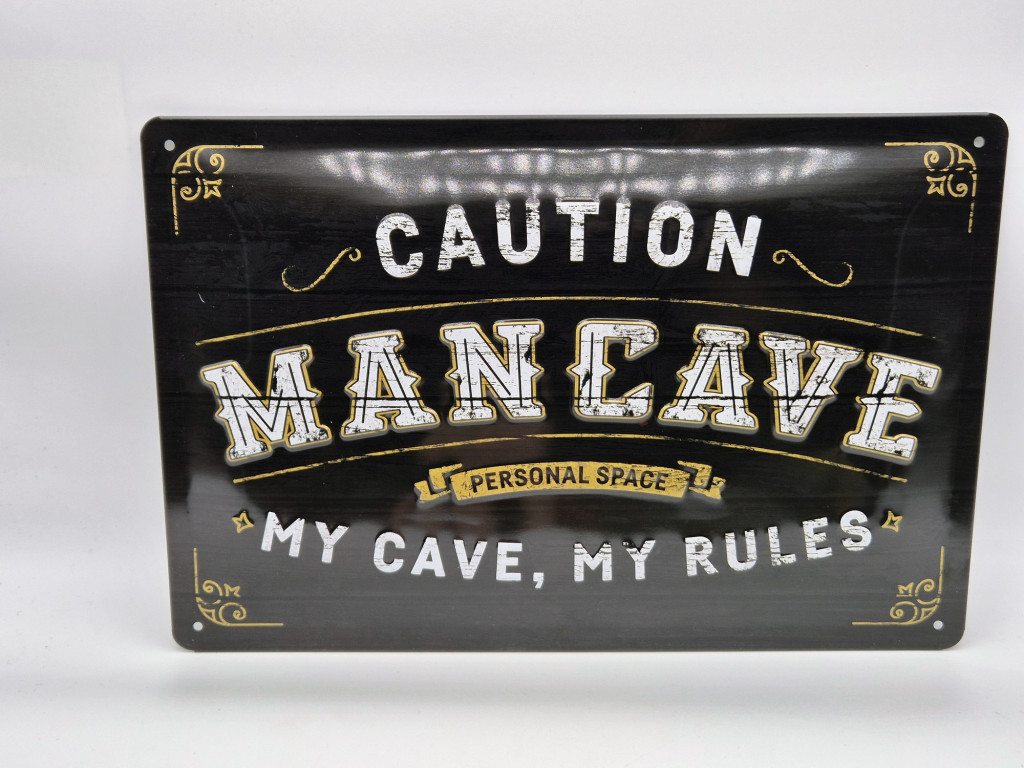 CAUTION
MANCAVE
PERSONAL SPACE
MY CAVE, MY RULES